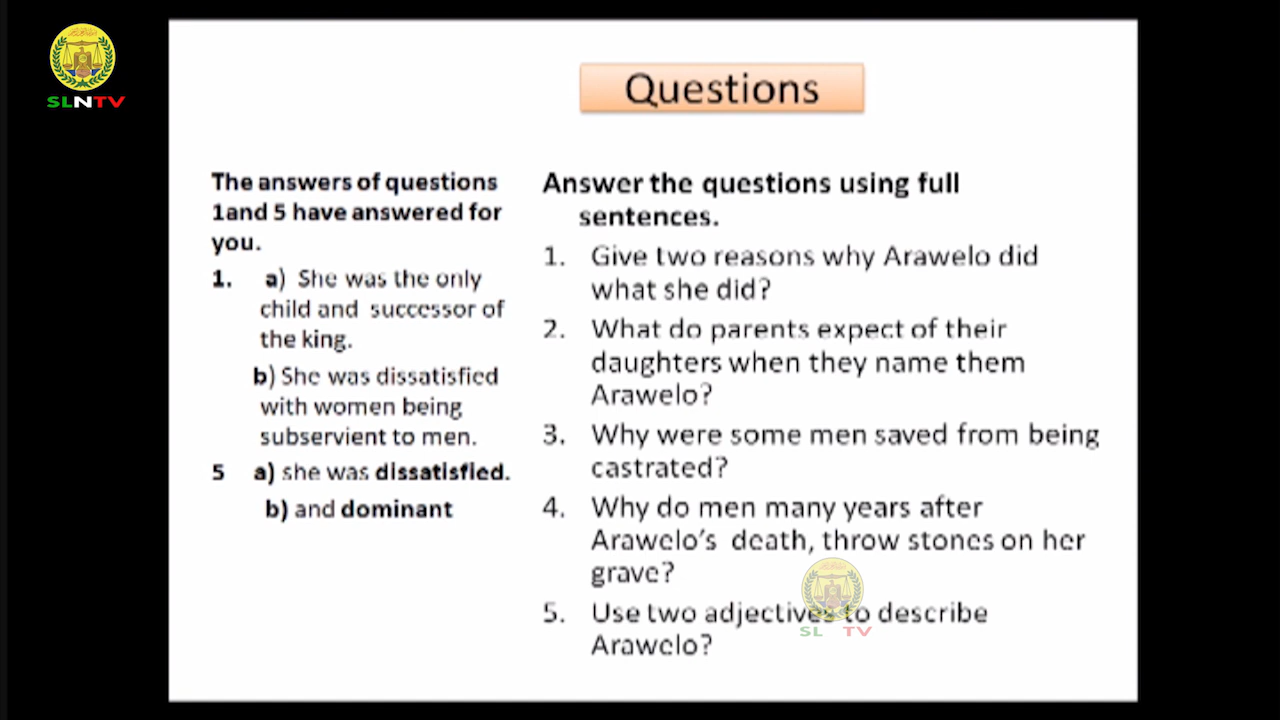 SLNTV
Questions
The answers of questions
1and 5 have answered for
you.
1. a) She was the only
child and successor of
the king.
b) She was dissatisfied
with women being
subservient to men.
5 a) she was dissatisfied.
b) and dominant
Answer the questions using full
sentences.
1. Give two reasons why Arawelo did
what she did?
2. What do parents expect of their
daughters when they name them
Arawelo?
3. Why were some men saved from being
castrated?
4. Why do men many years after
Arawelo's death, throw stones on her
grave?
5. Use two adjectives to describe
Arawelo?
SL TV